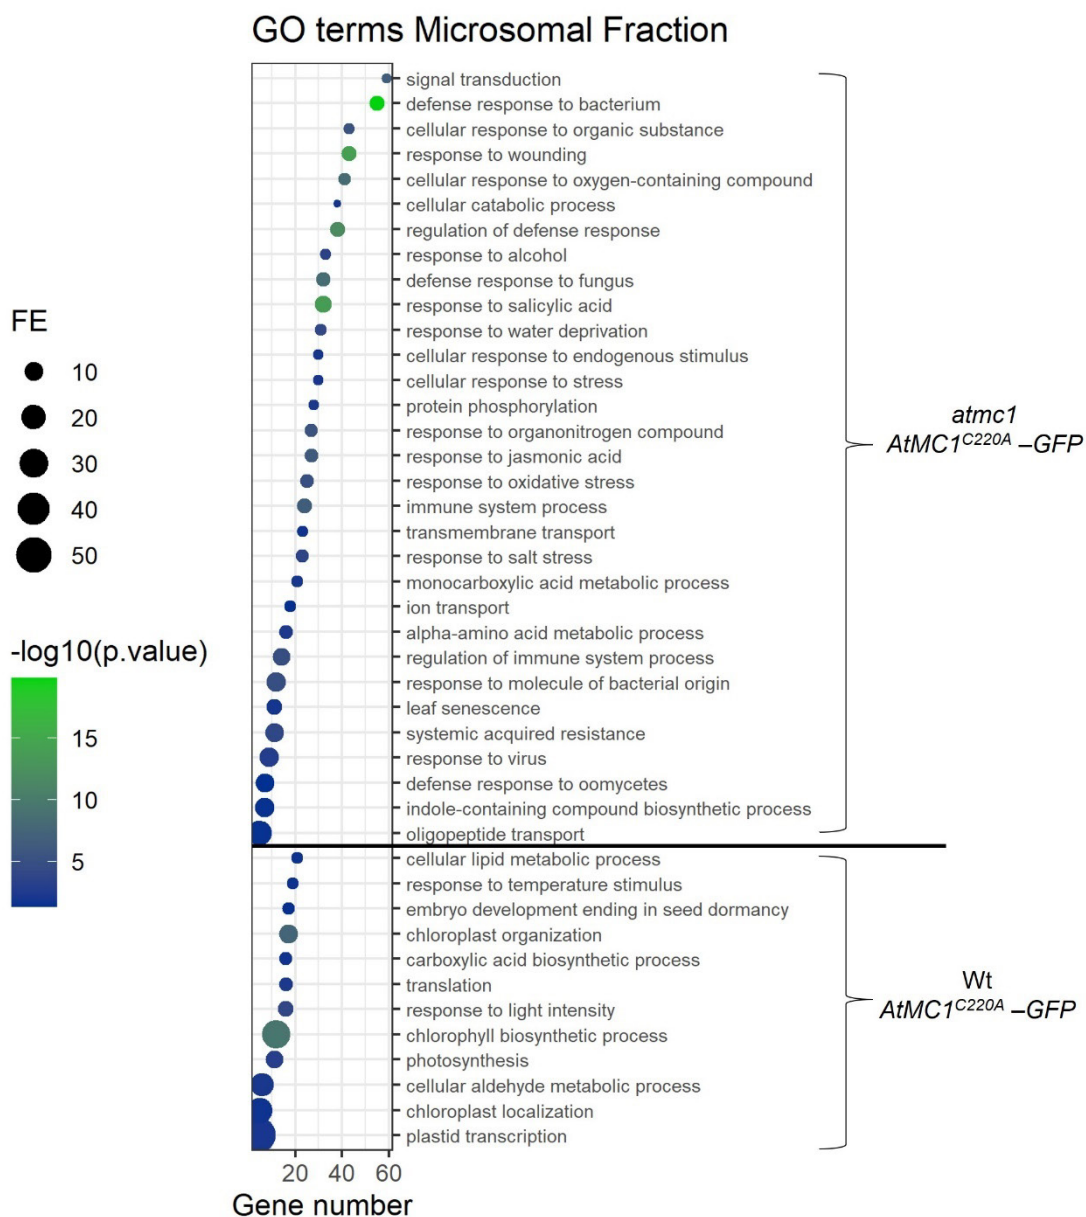 GO terms Microsomal Fraction
signal transduction
defense response to bacterium
cellular response to organic substance
response to wounding
cellular response to oxygen-containing compound
cellular catabolic process
regulation of defense response
response to alcohol
defense response to fungus
response to salicylic acid
response to water deprivation
cellular response to endogenous stimulus
cellular response to stress
protein phosphorylation
response to organonitrogen compound
response to jasmonic acid
response to oxidative stress
immune system process
transmembrane transport
response to salt stress
monocarboxylic acid metabolic process
ion transport
alpha-amino acid metabolic process
regulation of immune system process
response to molecule of bacterial origin
leaf senescence
systemic acquired resistance
response to virus
defense response to oomycetes
indole-containing compound biosynthetic process
oligopeptide transport
cellular lipid metabolic process
response to temperature stimulus
embryo development ending in seed dormancy
chloroplast organization
carboxylic acid biosynthetic process
translation
response to light intensity
chlorophyll biosynthetic process
photosynthesis
cellular aldehyde metabolic process
chloroplast localization
plastid transcription
20 40 60
Gene number
FE
10
20
30
40
50
-log10(p.value)
15
10
5
atmc1
AtMC1C220A –GFP
Wt
AtMC1C220A –GFP